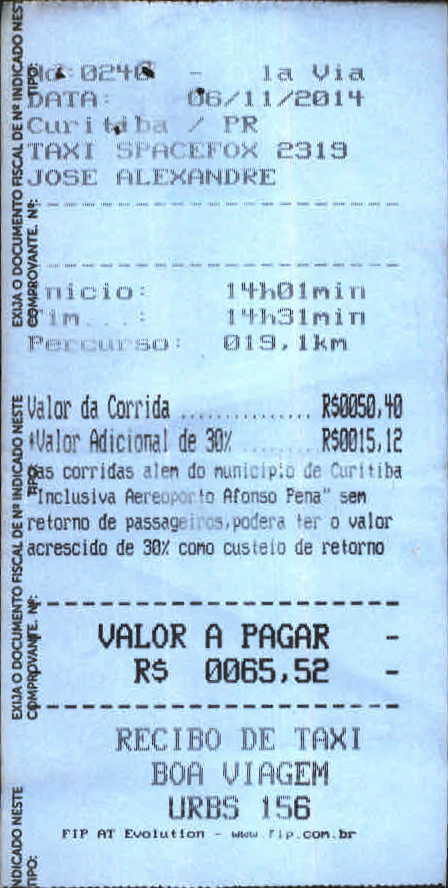 Nº:0246 - 1a Via
DATA: 06/11/2014
Curitiba / PR
TAXI SPACEFOX 2319
JOSE ALEXANDRE
Inicio: 14h01min
Fim...: 14h31min
Percurso: 019,1km
Valor da Corrida ............... R$0050,40
*Valor Adicional de 30% ......... R$0015,12
Nas corridas alem do municipio de Curitiba
"Inclusiva Aereoporto Afonso Pena" sem
retorno de passageiros,podera ter o valor
acrescido de 30% como custeio de retorno
VALOR A PAGAR -
R$ 0065,52 -
RECIBO DE TAXI
BOA VIAGEM
URBS 156
FIP AT Evolution - www.fip.com.br
EXIJA O DOCUMENTO FISCAL DE Nº INDICADO NESTE
COMPROVANTE. Nº: TIPO:
EXIJA O DOCUMENTO FISCAL DE Nº INDICADO NESTE
COMPROVANTE. Nº: TIPO:
NDICADO NESTE
TIPO: